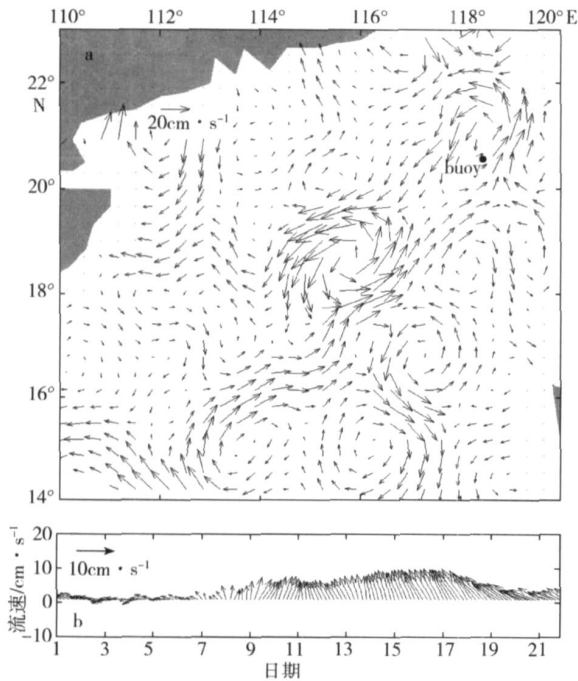 110° 114° 116° 118° 120°E
a
22°
N
20cm · s⁻¹
buoy
20°
18°
16°
14°
20
10cm · s⁻¹
10
0
b
-10
流速/cm · s⁻¹
1 3 5 7 9 11 13 15 17 19 21
日期